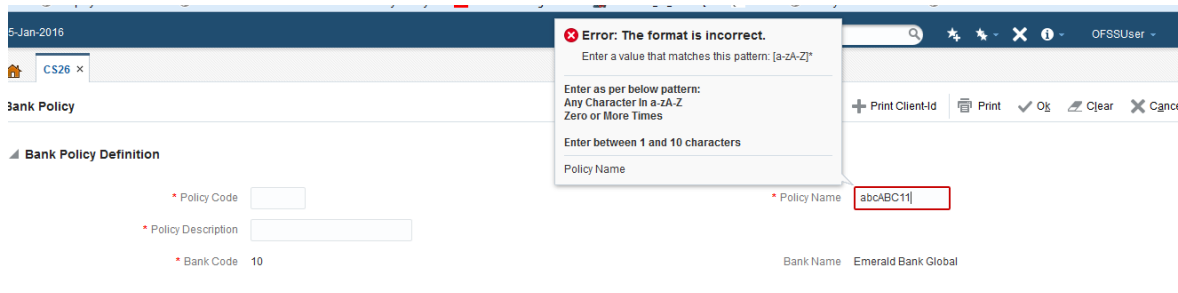 5-Jan-2016
OFSSUser
CS26 ×
Error: The format is incorrect.
Enter a value that matches this pattern: [a-zA-Z]*
Enter as per below pattern:
Any Character In a-zA-Z
Zero or More Times
Enter between 1 and 10 characters
Policy Name
Bank Policy
Print Client-Id
Print
Ok
Clear
Cance
Bank Policy Definition
* Policy Code
* Policy Name abcABC11
* Policy Description
* Bank Code 10
Bank Name Emerald Bank Global